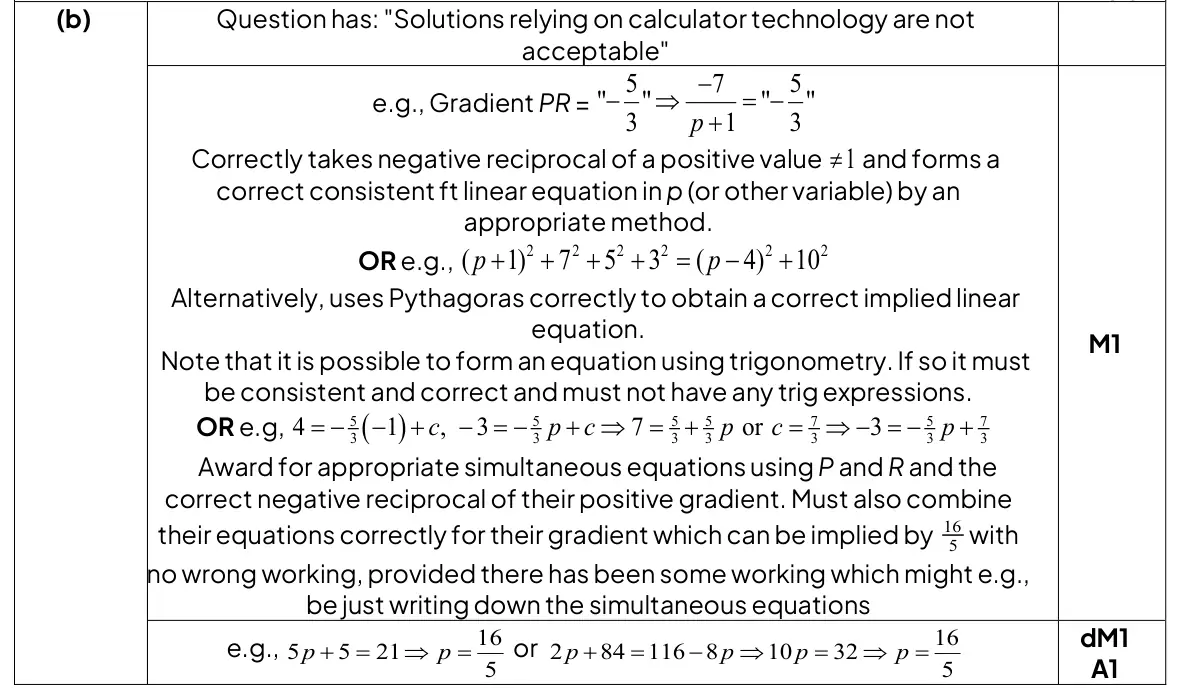 (b)
Question has: "Solutions relying on calculator technology are not
acceptable"
e.g., Gradient PR = "−5/3" ⇒ −7/(p+1) = "−5/3"
Correctly takes negative reciprocal of a positive value ≠1 and forms a
correct consistent ft linear equation in p (or other variable) by an
appropriate method.
OR e.g., (p+1)² + 7² + 5² + 3² = (p−4)² + 10²
Alternatively, uses Pythagoras correctly to obtain a correct implied linear
equation.
Note that it is possible to form an equation using trigonometry. If so it must
be consistent and correct and must not have any trig expressions.
OR e.g, 4 = −5/3(−1)+c, −3 = −5/3 p + c ⇒ 7 = 5/3 + 5/3 p or c = 7/3 ⇒ −3 = −5/3 p + 7/3
Award for appropriate simultaneous equations using P and R and the
correct negative reciprocal of their positive gradient. Must also combine
their equations correctly for their gradient which can be implied by 16/5 with
no wrong working, provided there has been some working which might e.g.,
be just writing down the simultaneous equations
M1
e.g., 5p+5 = 21 ⇒ p = 16/5 or 2p+84 = 116−8p ⇒ 10p = 32 ⇒ p = 16/5
dM1
A1